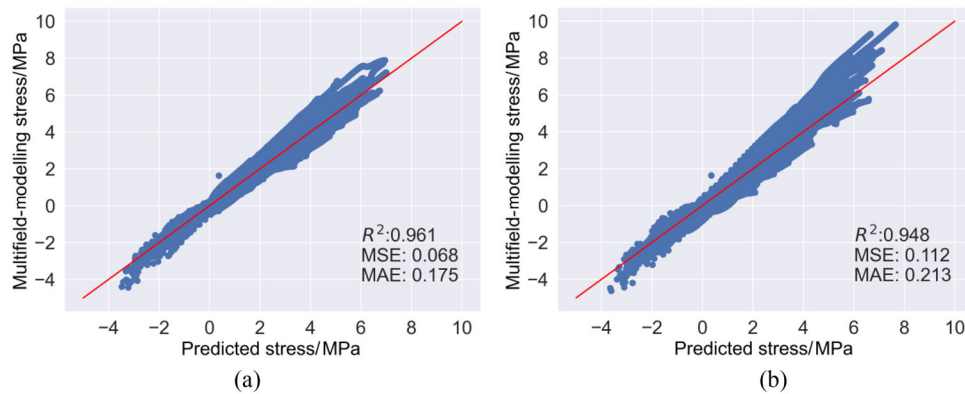 10
8
6
4
2
0
−2
−4
Multifield-modelling stress/MPa
R²:0.961
MSE: 0.068
MAE: 0.175
−4 −2 0 2 4 6 8 10
Predicted stress/MPa
(a)
10
8
6
4
2
0
−2
−4
Multifield-modelling stress/MPa
R²:0.948
MSE: 0.112
MAE: 0.213
−4 −2 0 2 4 6 8 10
Predicted stress/MPa
(b)